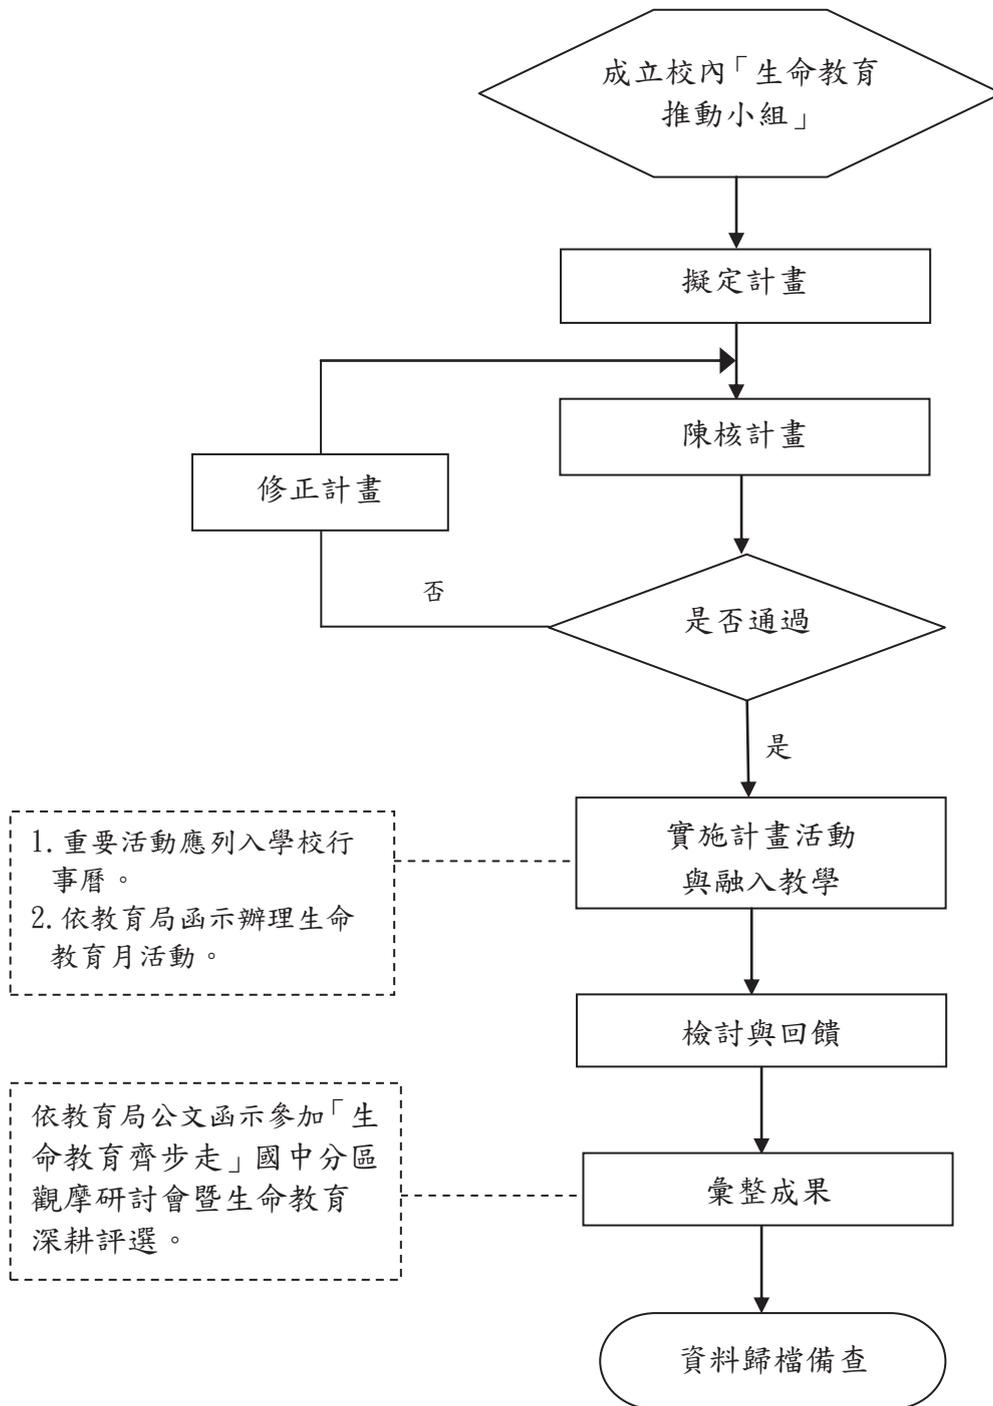 成立校內「生命教育
推動小組」
擬定計畫
陳核計畫
修正計畫
否
是否通過
是
1.重要活動應列入學校行
事曆。
2.依教育局函示辦理生命
教育月活動。
實施計畫活動
與融入教學
檢討與回饋
依教育局公文函示參加「生
命教育齊步走」國中分區
觀摩研討會暨生命教育
深耕評選。
彙整成果
資料歸檔備查